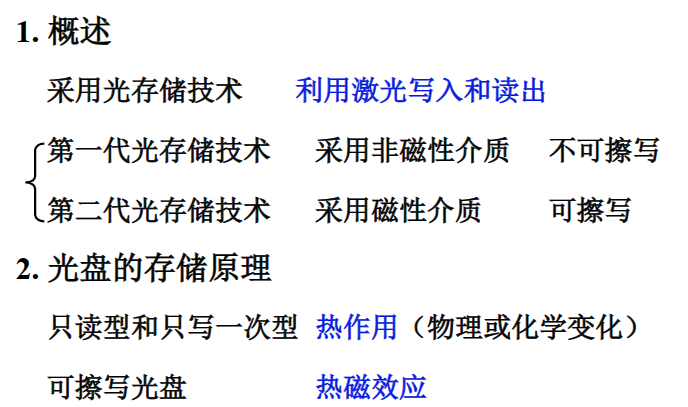 1. 概述
采用光存储技术 利用激光写入和读出
第一代光存储技术 采用非磁性介质 不可擦写
第二代光存储技术 采用磁性介质 可擦写
2. 光盘的存储原理
只读型和只写一次型 热作用（物理或化学变化）
可擦写光盘 热磁效应